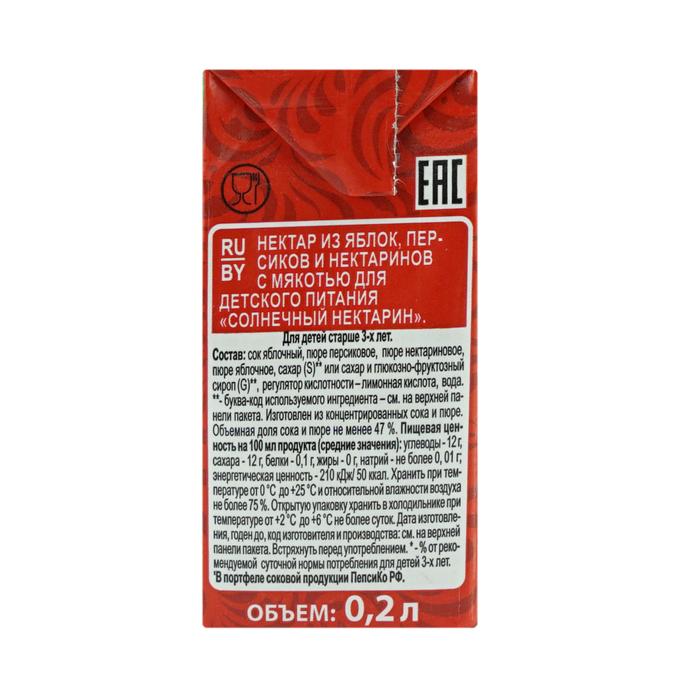 EAC
RU
BY
НЕКТАР ИЗ ЯБЛОК, ПЕР-
СИКОВ И НЕКТАРИНОВ
С МЯКОТЬЮ ДЛЯ
ДЕТСКОГО ПИТАНИЯ
«СОЛНЕЧНЫЙ НЕКТАРИН».
Для детей старше 3-х лет.
Состав: сок яблочный, пюре персиковое, пюре нектариновое,
пюре яблочное, сахар (S)** или сахар и глюкозно-фруктозный
сироп (G)**, регулятор кислотности – лимонная кислота, вода.
**- буква-код используемого ингредиента – см. на верхней па-
нели пакета. Изготовлен из концентрированных сока и пюре.
Объемная доля сока и пюре не менее 47 %. Пищевая цен-
ность на 100 мл продукта (средние значения): углеводы - 12 г,
сахара - 12 г, белки - 0,1 г, жиры - 0 г, натрий - не более 0, 01 г;
энергетическая ценность - 210 кДж/ 50 ккал. Хранить при тем-
пературе от 0 °С до +25 °С и относительной влажности воздуха
не более 75 %. Открытую упаковку хранить в холодильнике при
температуре от +2 °С до +6 °С не более суток. Дата изготовле-
ния, годен до, код изготовителя и производства: см. на верхней
панели пакета. Встряхнуть перед употреблением. * - % от реко-
мендуемой суточной нормы потребления для детей 3-х лет.
*В портфеле соковой продукции ПепсиКо РФ.
ОБЪЕМ: 0,2 л